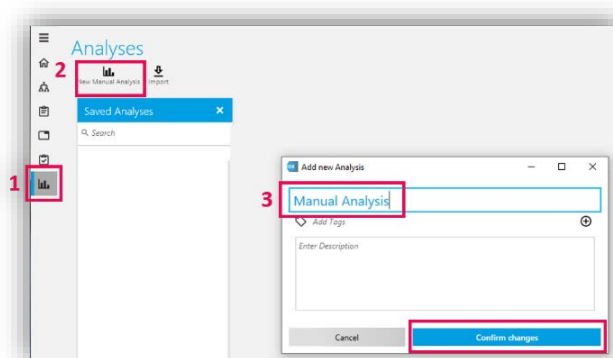 Analyses
2
New Manual Analysis
Import
Saved Analyses
Search
1
Add new Analysis
3
Manual Analysis
Add Tags
Enter Description
Cancel
Confirm changes